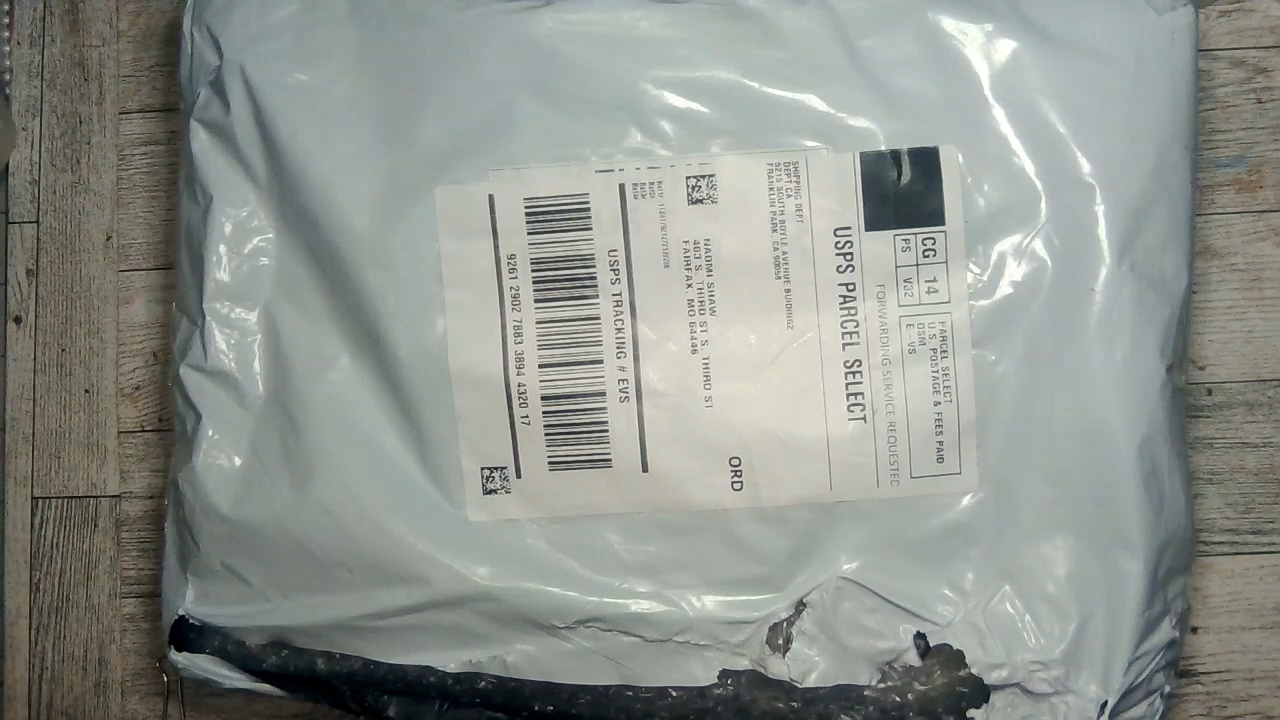 CG
14
PS
V32
PARCEL SELECT
U.S. POSTAGE & FEES PAID
DSM
E-VS
FORWARDING SERVICE REQUESTED
USPS PARCEL SELECT
SHIPPING DEPT
DEPT.CA
5215 SOUTH BOYLE AVENUE BUIDING2
FRANKLIN PARK, CA 90058
ORD
NAOMI SHAW
403 S. THIRD ST S. THIRD ST
FAIRFAX, MO 64446
USPS TRACKING # EVS
9261 2902 7883 3894 4320 17